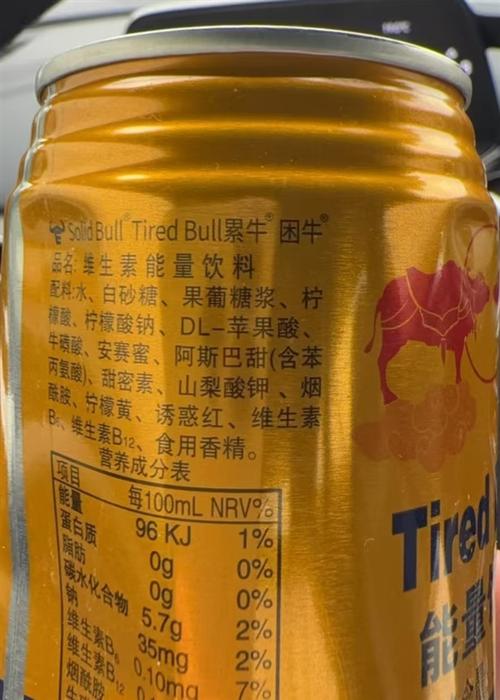 Solid Bull® Tired Bull累牛® 困牛®
品名: 维生素能量饮料
配料:水、白砂糖、果葡糖浆、柠
檬酸、柠檬酸钠、DL-苹果酸、
牛磺酸、安赛蜜、阿斯巴甜(含苯
丙氨酸)、甜密素、山梨酸钾、烟
酰胺、柠檬黄、诱惑红、维生素
B₆、维生素B₁₂、食用香精。
营养成分表
项目 每100mL NRV%
能量 96 KJ 1%
蛋白质 0g 0%
脂肪 0g 0%
碳水化合物 5.7g 2%
钠 35mg 2%
维生素B₆ 0.10mg 7%
维生素B₁₂
烟酰胺
Tired
能量